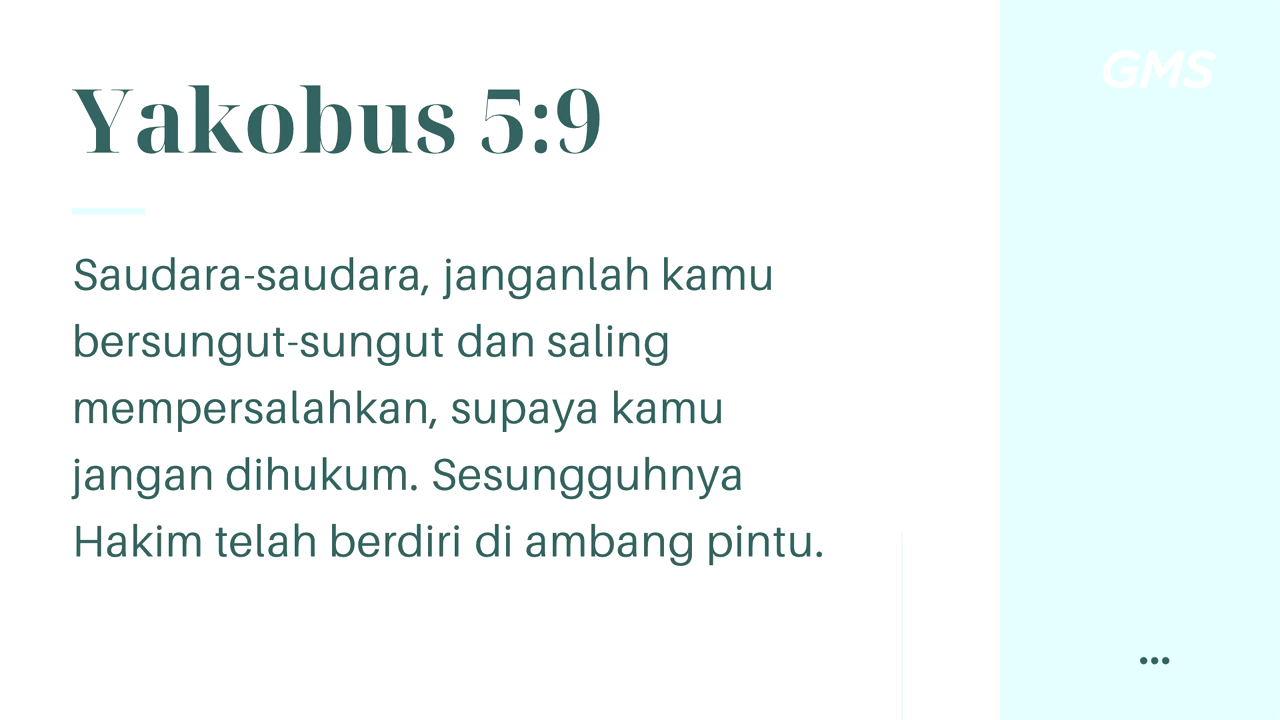 GMS
Yakobus 5:9
Saudara-saudara, janganlah kamu
bersungut-sungut dan saling
mempersalahkan, supaya kamu
jangan dihukum. Sesungguhnya
Hakim telah berdiri di ambang pintu.